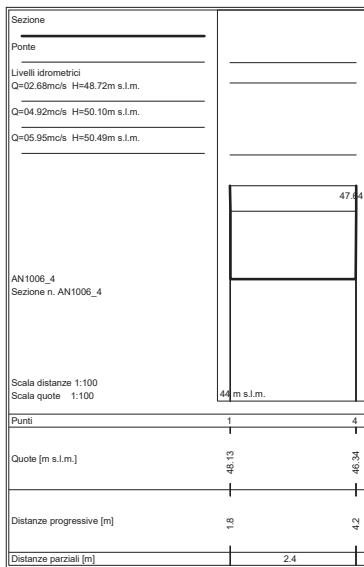 Sezione
Ponte
Livelli idrometrici
Q=02.68mc/s H=48.72m s.l.m.
Q=04.92mc/s H=50.10m s.l.m.
Q=05.95mc/s H=50.49m s.l.m.
47.64
AN1006_4
Sezione n. AN1006_4
Scala distanze 1:100
Scala quote 1:100
44 m s.l.m.
Punti 1 4
Quote [m s.l.m.] 48.13 46.34
Distanze progressive [m] 1.8 4.2
Distanze parziali [m] 2.4